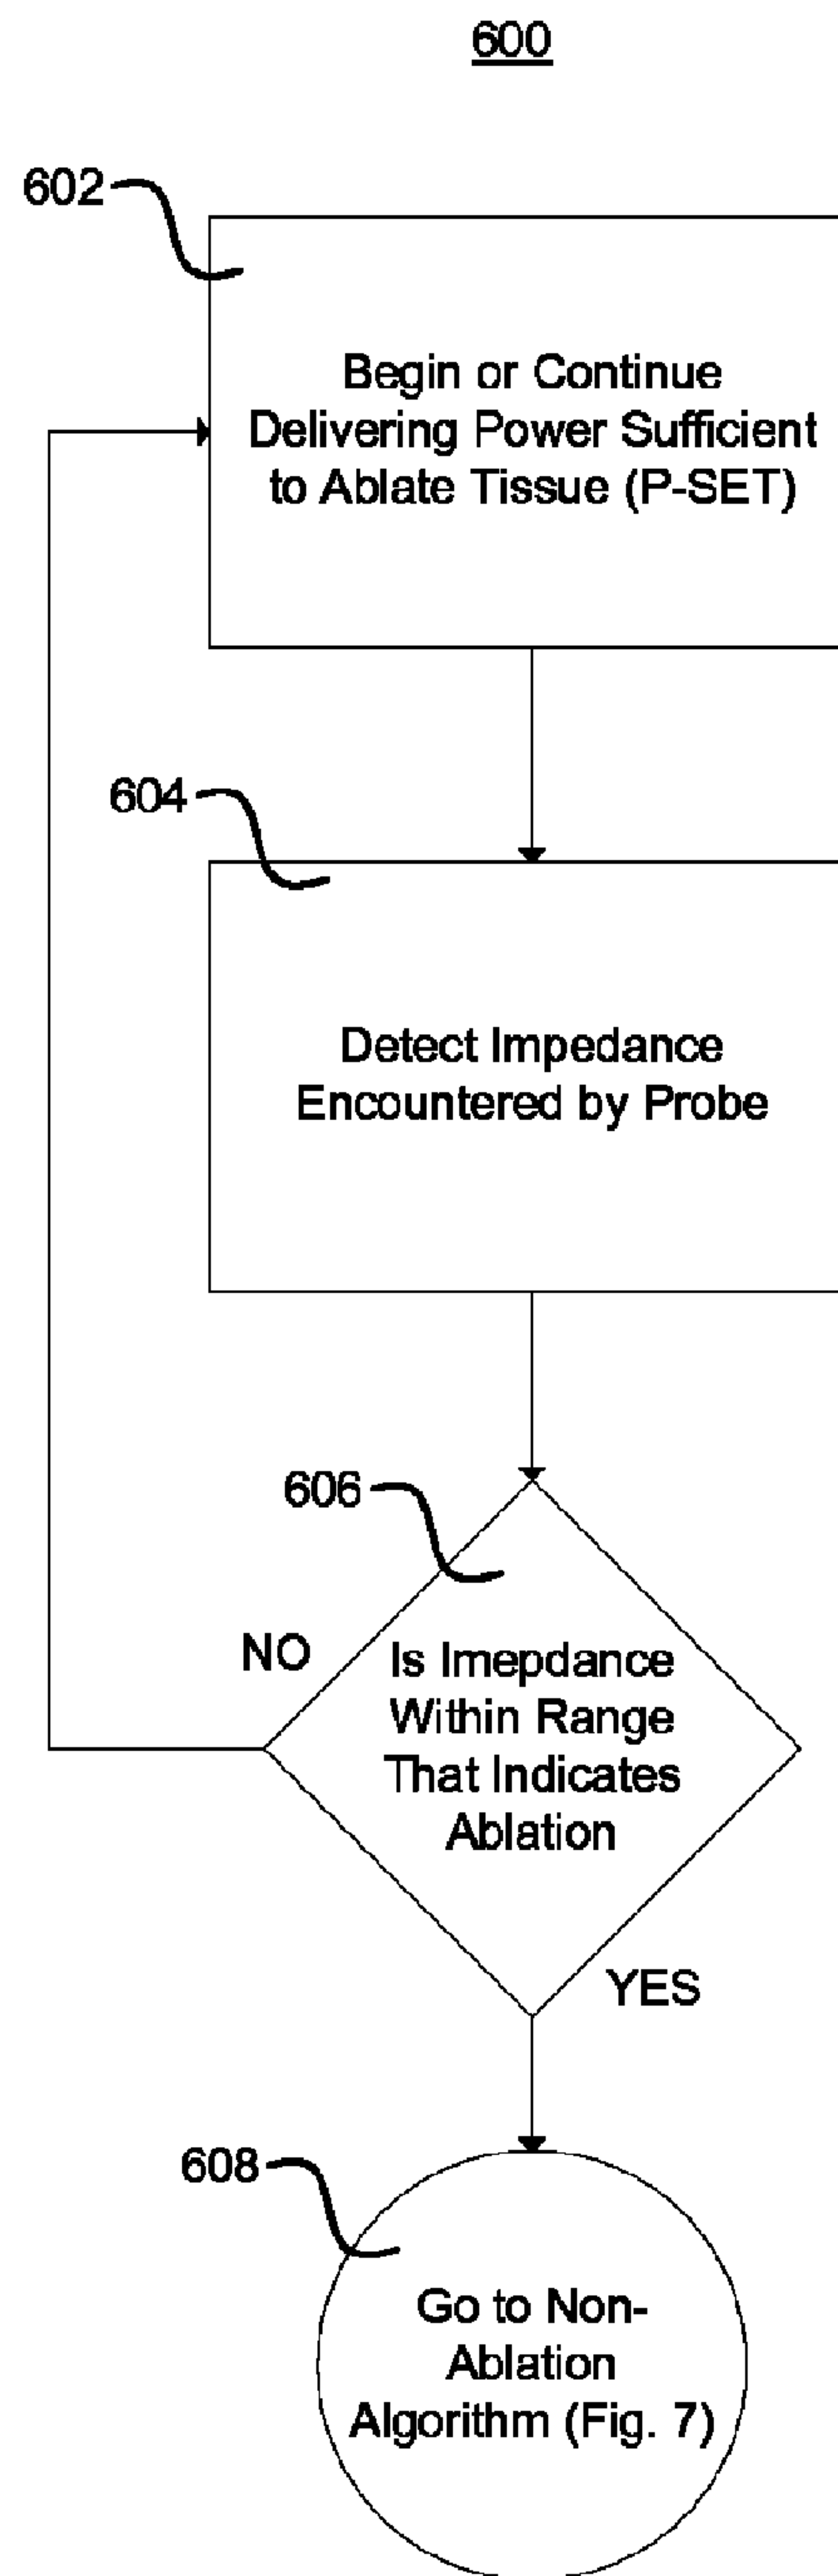 600
602
Begin or Continue
Delivering Power Sufficient
to Ablate Tissue (P-SET)
604
Detect Impedance
Encountered by Probe
606
NO
Is Imepdance
Within Range
That Indicates
Ablation
YES
608
Go to Non-
Ablation
Algorithm (Fig. 7)